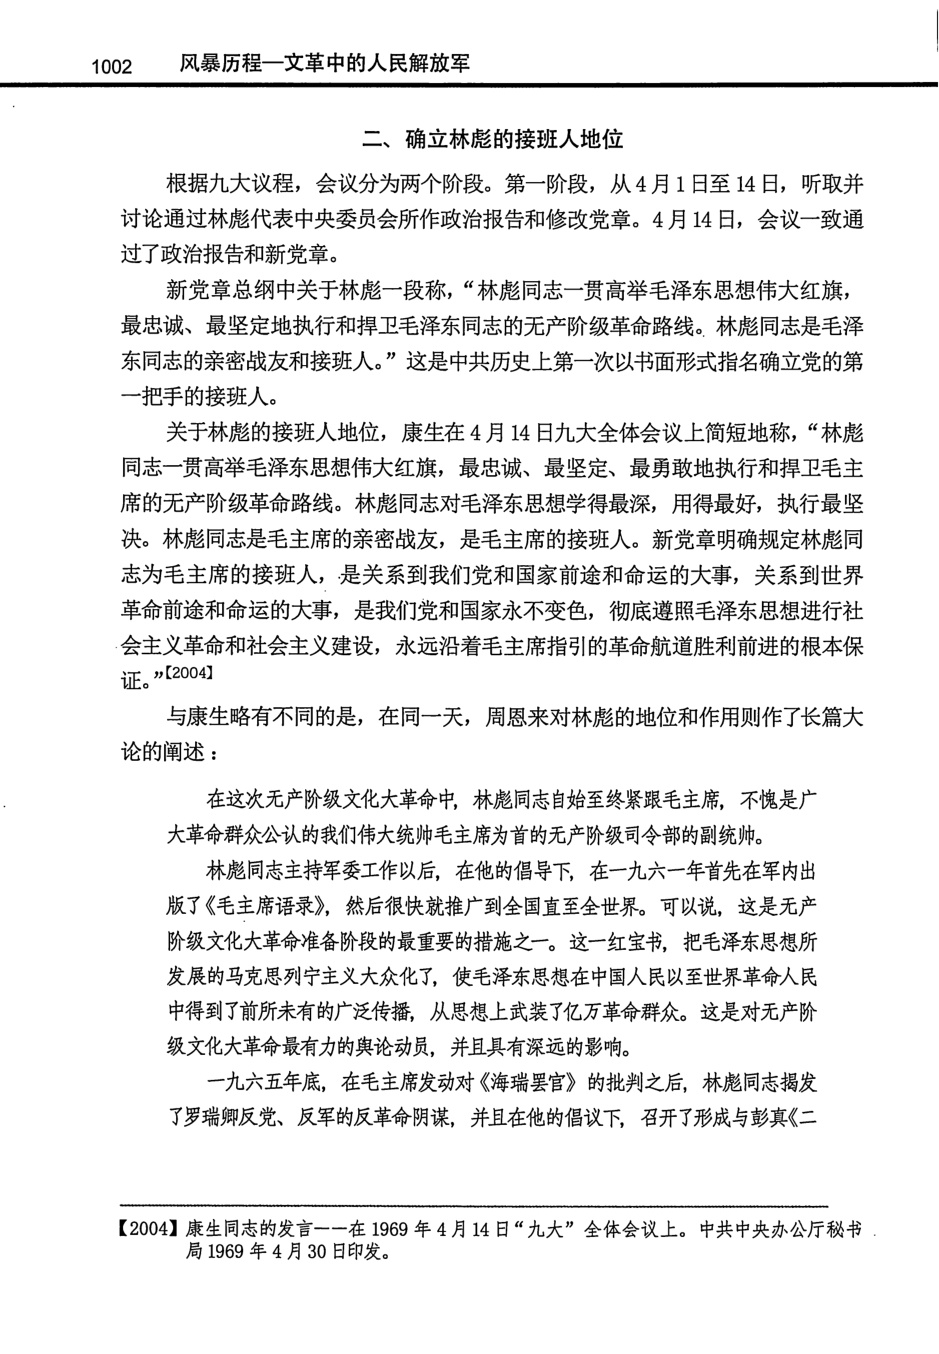 1002 风暴历程—文革中的人民解放军
二、确立林彪的接班人地位
根据九大议程，会议分为两个阶段。第一阶段，从4月1日至14日，听取并
讨论通过林彪代表中央委员会所作政治报告和修改党章。4月14日，会议一致通
过了政治报告和新党章。
新党章总纲中关于林彪一段称，“林彪同志一贯高举毛泽东思想伟大红旗，
最忠诚、最坚定地执行和捍卫毛泽东同志的无产阶级革命路线。林彪同志是毛泽
东同志的亲密战友和接班人。”这是中共历史上第一次以书面形式指名确立党的第
一把手的接班人。
关于林彪的接班人地位，康生在4月14日九大全体会议上简短地称，“林彪
同志一贯高举毛泽东思想伟大红旗，最忠诚、最坚定、最勇敢地执行和捍卫毛主
席的无产阶级革命路线。林彪同志对毛泽东思想学得最深，用得最好，执行最坚
决。林彪同志是毛主席的亲密战友，是毛主席的接班人。新党章明确规定林彪同
志为毛主席的接班人，是关系到我们党和国家前途和命运的大事，关系到世界
革命前途和命运的大事，是我们党和国家永不变色，彻底遵照毛泽东思想进行社
会主义革命和社会主义建设，永远沿着毛主席指引的革命航道胜利前进的根本保
证。”【2004】
与康生略有不同的是，在同一天，周恩来对林彪的地位和作用则作了长篇大
论的阐述：
在这次无产阶级文化大革命中，林彪同志自始至终紧跟毛主席，不愧是广
大革命群众公认的我们伟大统帅毛主席为首的无产阶级司令部的副统帅。
林彪同志主持军委工作以后，在他的倡导下，在一九六一年首先在军内出
版了《毛主席语录》，然后很快就推广到全国直至全世界。可以说，这是无产
阶级文化大革命准备阶段的最重要的措施之一。这一红宝书，把毛泽东思想所
发展的马克思列宁主义大众化了，使毛泽东思想在中国人民以至世界革命人民
中得到了前所未有的广泛传播，从思想上武装了亿万革命群众。这是对无产阶
级文化大革命最有力的舆论动员，并且具有深远的影响。
一九六五年底，在毛主席发动对《海瑞罢官》的批判之后，林彪同志揭发
了罗瑞卿反党、反军的反革命阴谋，并且在他的倡议下，召开了形成与彭真《二
【2004】康生同志的发言一一在1969年4月14日“九大”全体会议上。中共中央办公厅秘书
局1969年4月30日印发。